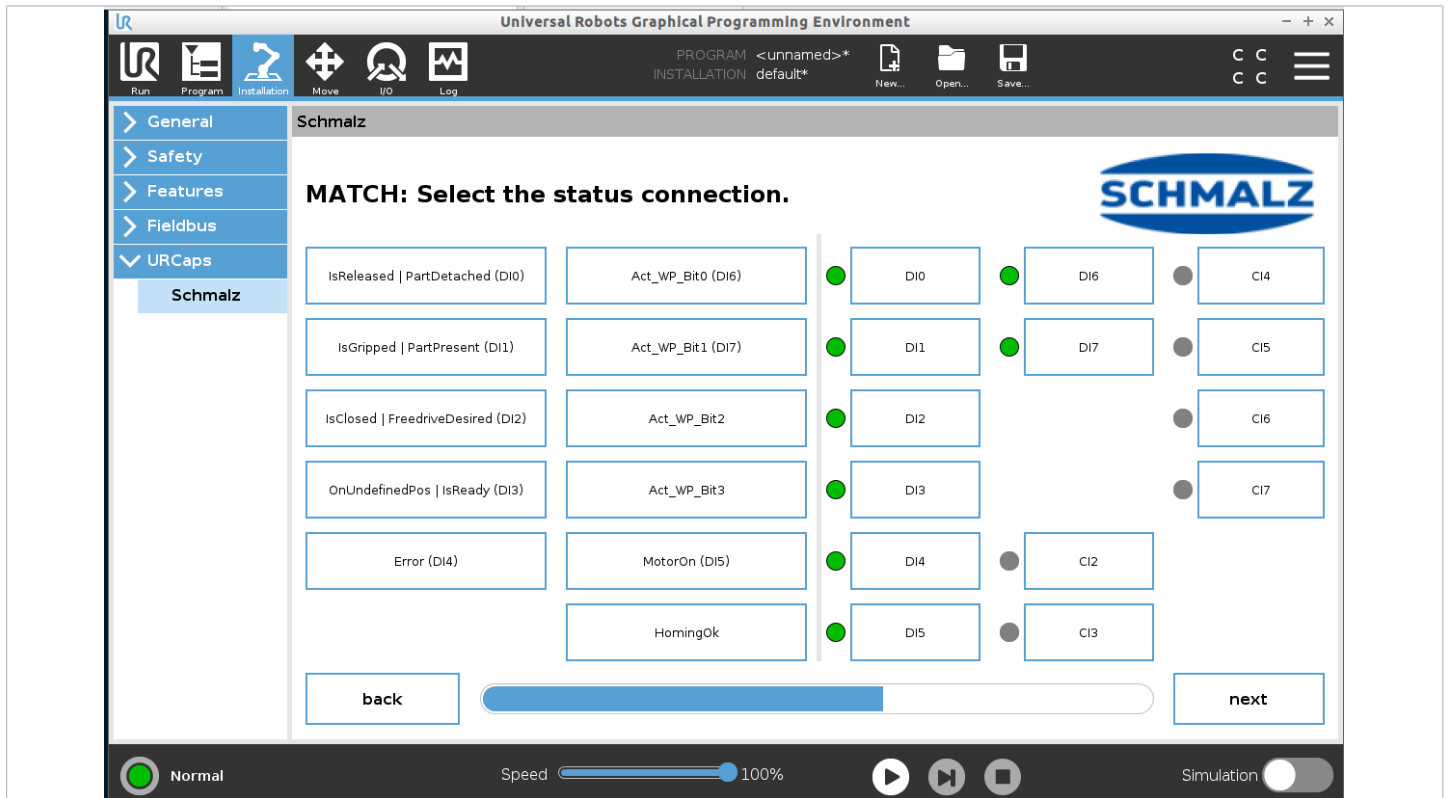 Universal Robots Graphical Programming Environment
Run
Program
Installation
Move
I/O
Log
PROGRAM <unnamed>*
INSTALLATION default*
New...
Open...
Save...
C C
C C
General
Safety
Features
Fieldbus
URCaps
Schmalz
Schmalz
MATCH: Select the status connection.
SCHMALZ
IsReleased | PartDetached (DI0)
Act_WP_Bit0 (DI6)
DI0
DI6
CI4
IsGripped | PartPresent (DI1)
Act_WP_Bit1 (DI7)
DI1
DI7
CI5
IsClosed | FreedriveDesired (DI2)
Act_WP_Bit2
DI2
CI6
OnUndefinedPos | IsReady (DI3)
Act_WP_Bit3
DI3
CI7
Error (DI4)
MotorOn (DI5)
DI4
CI2
HomingOk
DI5
CI3
back
next
Normal
Speed
100%
Simulation